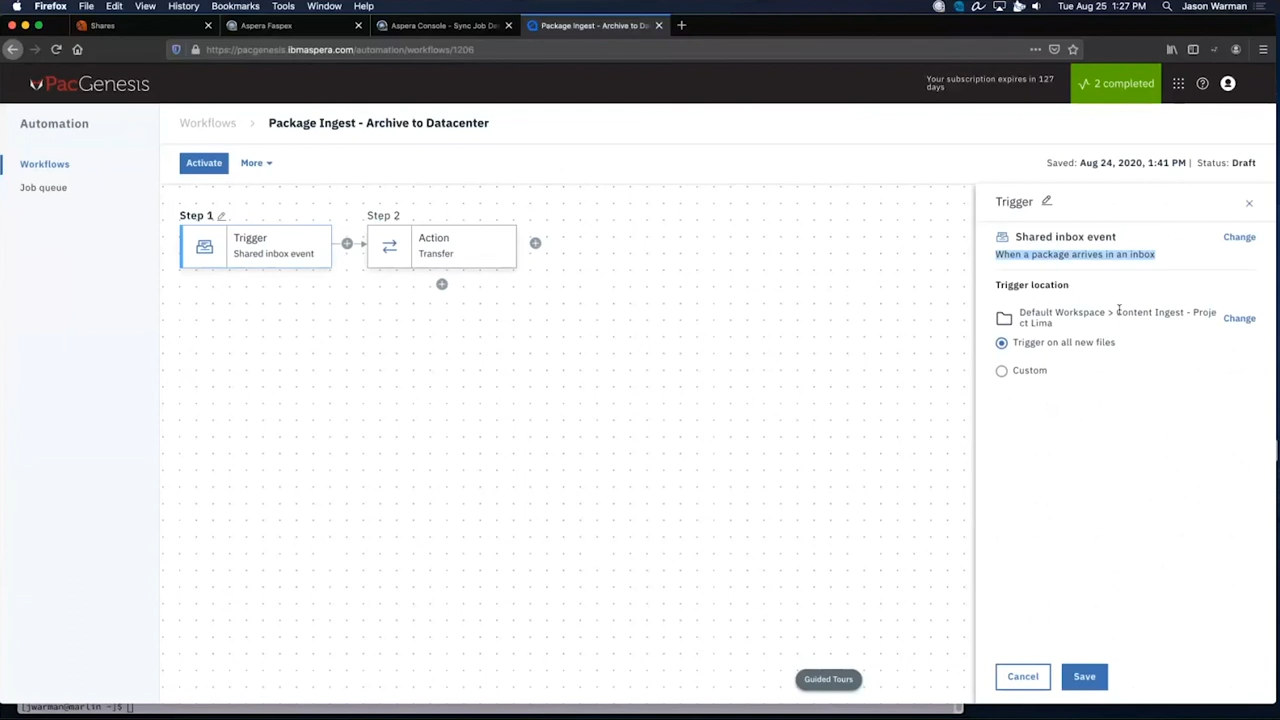 Firefox File Edit View History Bookmarks Tools Window Help Tue Aug 25 1:27 PM Jason Warman
Shares Aspera Faspex Aspera Console - Sync Job De Package Ingest - Archive to Da
https://pacgenesis.ibmaspera.com/automation/workflows/1206
PacGenesis
Your subscription expires in 127
days
2 completed
Automation
Workflows
Job queue
Workflows > Package Ingest - Archive to Datacenter
Activate More
Saved: Aug 24, 2020, 1:41 PM | Status: Draft
Step 1
Trigger
Shared inbox event
Step 2
Action
Transfer
Trigger
Shared inbox event Change
When a package arrives in an inbox
Trigger location
Default Workspace > Content Ingest - Proje
ct Lima
Change
Trigger on all new files
Custom
Guided Tours
Cancel Save
[jwarman@marlin ~]$